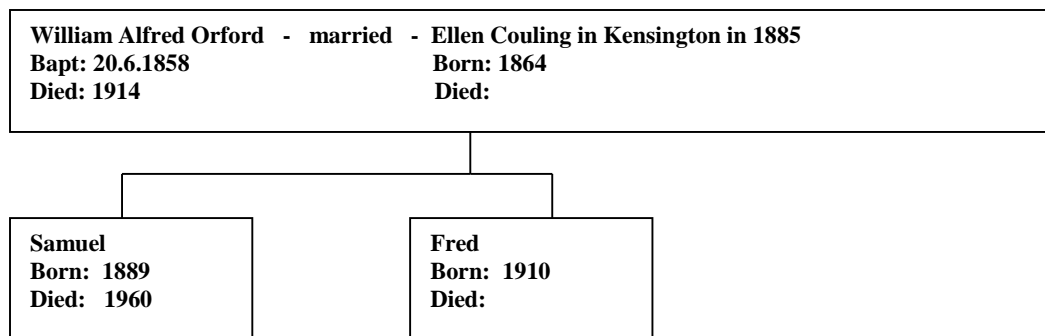 William Alfred Orford - married - Ellen Couling in Kensington in 1885
Bapt: 20.6.1858 Born: 1864
Died: 1914 Died:
Samuel
Born: 1889
Died: 1960
Fred
Born: 1910
Died: